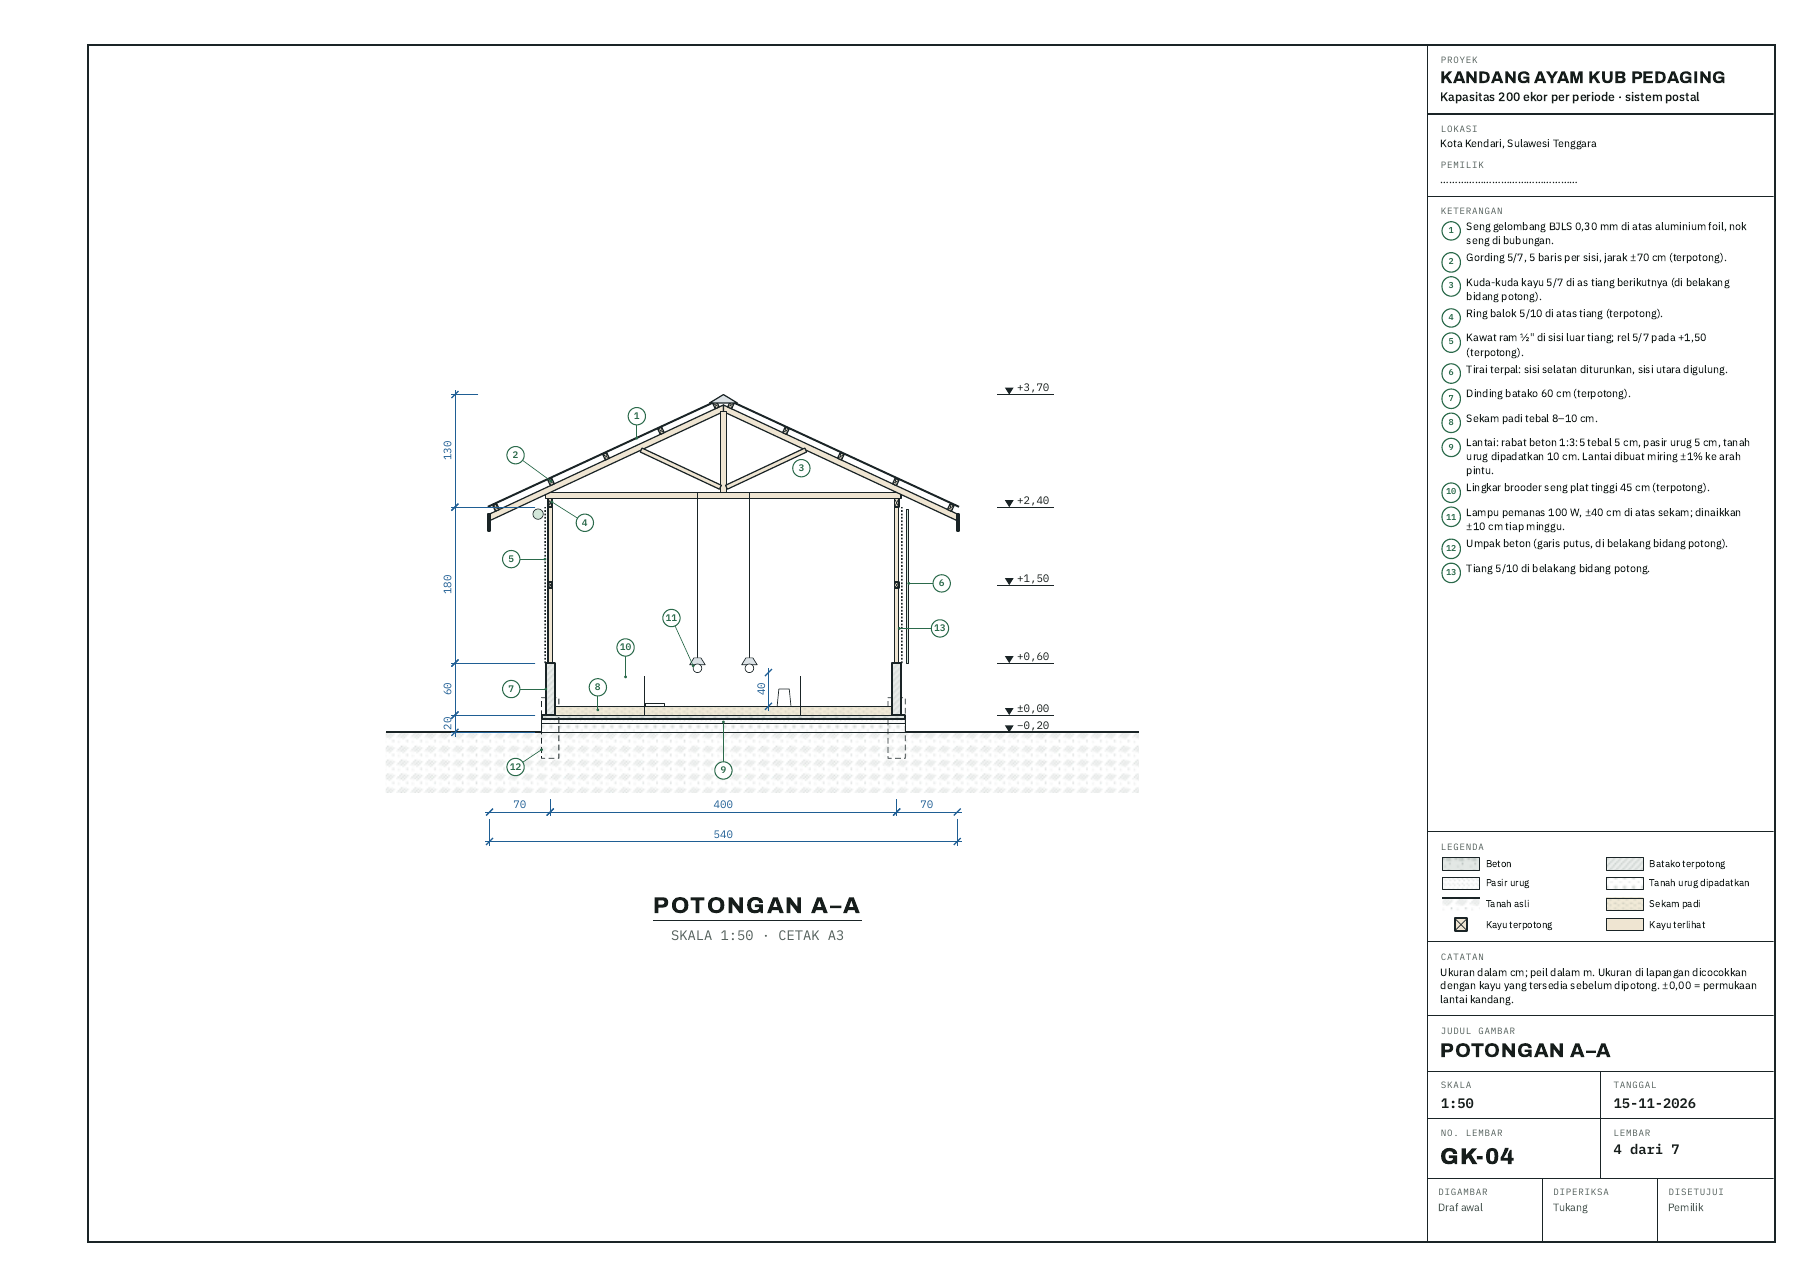 PROYEK
KANDANG AYAM KUB PEDAGING
Kapasitas 200 ekor per periode · sistem postal
LOKASI
Kota Kendari, Sulawesi Tenggara
PEMILIK
................................................
KETERANGAN
1 Seng gelombang BJLS 0,30 mm di atas aluminium foil, nok
seng di bubungan.
2 Gording 5/7, 5 baris per sisi, jarak ±70 cm (terpotong).
3 Kuda-kuda kayu 5/7 di as tiang berikutnya (di belakang
bidang potong).
4 Ring balok 5/10 di atas tiang (terpotong).
5 Kawat ram ½" di sisi luar tiang; rel 5/7 pada +1,50
(terpotong).
6 Tirai terpal: sisi selatan diturunkan, sisi utara digulung.
7 Dinding batako 60 cm (terpotong).
8 Sekam padi tebal 8–10 cm.
9 Lantai: rabat beton 1:3:5 tebal 5 cm, pasir urug 5 cm, tanah
urug dipadatkan 10 cm. Lantai dibuat miring ±1% ke arah
pintu.
10 Lingkar brooder seng plat tinggi 45 cm (terpotong).
11 Lampu pemanas 100 W, ±40 cm di atas sekam; dinaikkan
±10 cm tiap minggu.
12 Umpak beton (garis putus, di belakang bidang potong).
13 Tiang 5/10 di belakang bidang potong.
+3,70
1
130
2
3
+2,40
4
5
180
+1,50
6
11
13
10
+0,60
60
7
8
40
±0,00
20
−0,20
12
9
70
400
70
540
POTONGAN A–A
SKALA 1:50 · CETAK A3
LEGENDA
Beton
Batako terpotong
Pasir urug
Tanah urug dipadatkan
Tanah asli
Sekam padi
Kayu terpotong
Kayu terlihat
CATATAN
Ukuran dalam cm; peil dalam m. Ukuran di lapangan dicocokkan
dengan kayu yang tersedia sebelum dipotong. ±0,00 = permukaan
lantai kandang.
JUDUL GAMBAR
POTONGAN A–A
SKALA
1:50
TANGGAL
15-11-2026
NO. LEMBAR
GK-04
LEMBAR
4 dari 7
DIGAMBAR
Draf awal
DIPERIKSA
Tukang
DISETUJUI
Pemilik